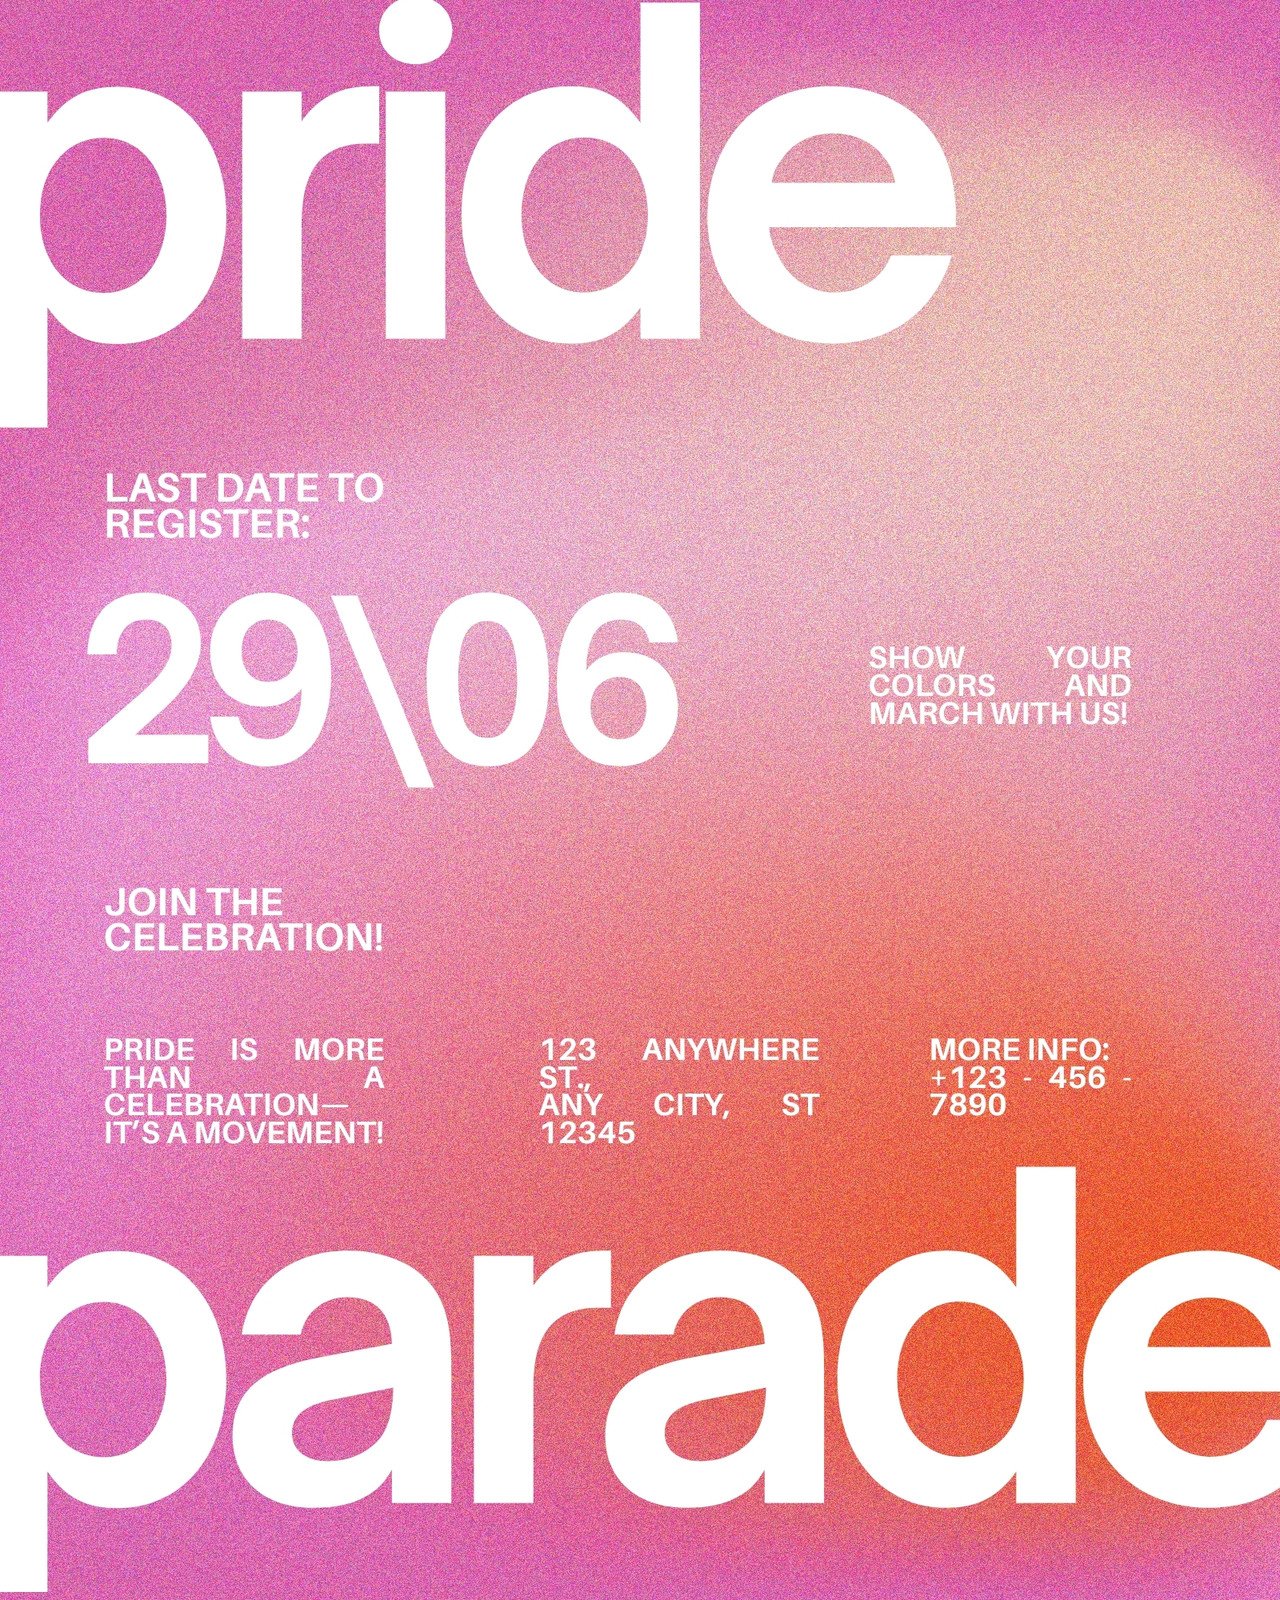 pride
LAST DATE TO
REGISTER:
29\06
SHOW YOUR
COLORS AND
MARCH WITH US!
JOIN THE
CELEBRATION!
PRIDE IS MORE
THAN A
CELEBRATION—
IT'S A MOVEMENT!
123 ANYWHERE
ST.,
ANY CITY, ST
12345
MORE INFO:
+123 - 456 -
7890
parade